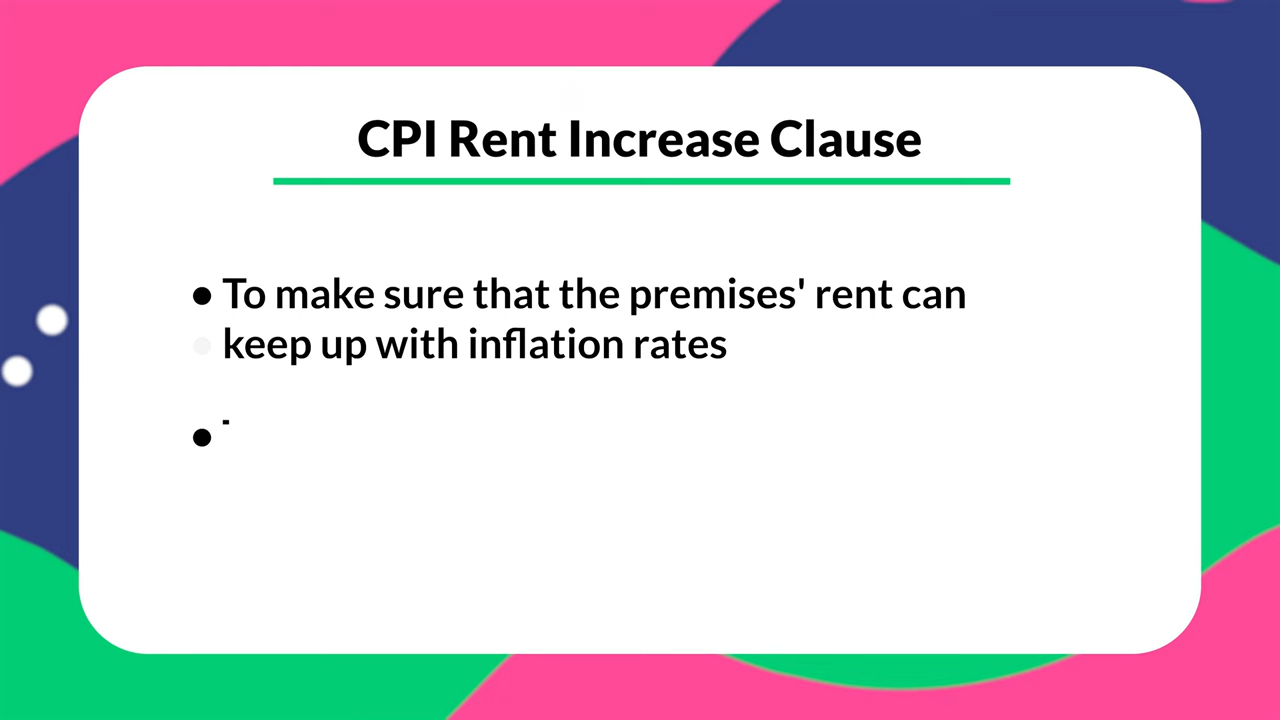 CPI Rent Increase Clause
● To make sure that the premises' rent can
keep up with inflation rates
●